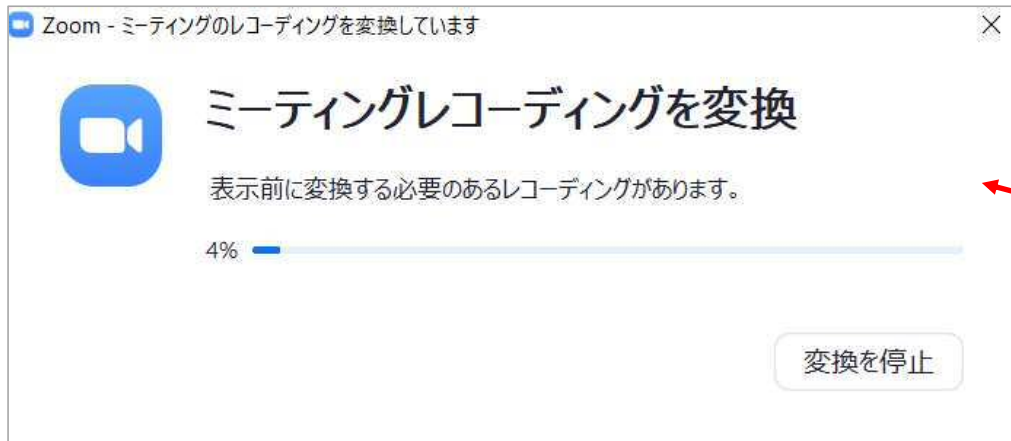 Zoom - ミーティングのレコーディングを変換しています
ミーティングレコーディングを変換
表示前に変換する必要のあるレコーディングがあります。
4%
変換を停止